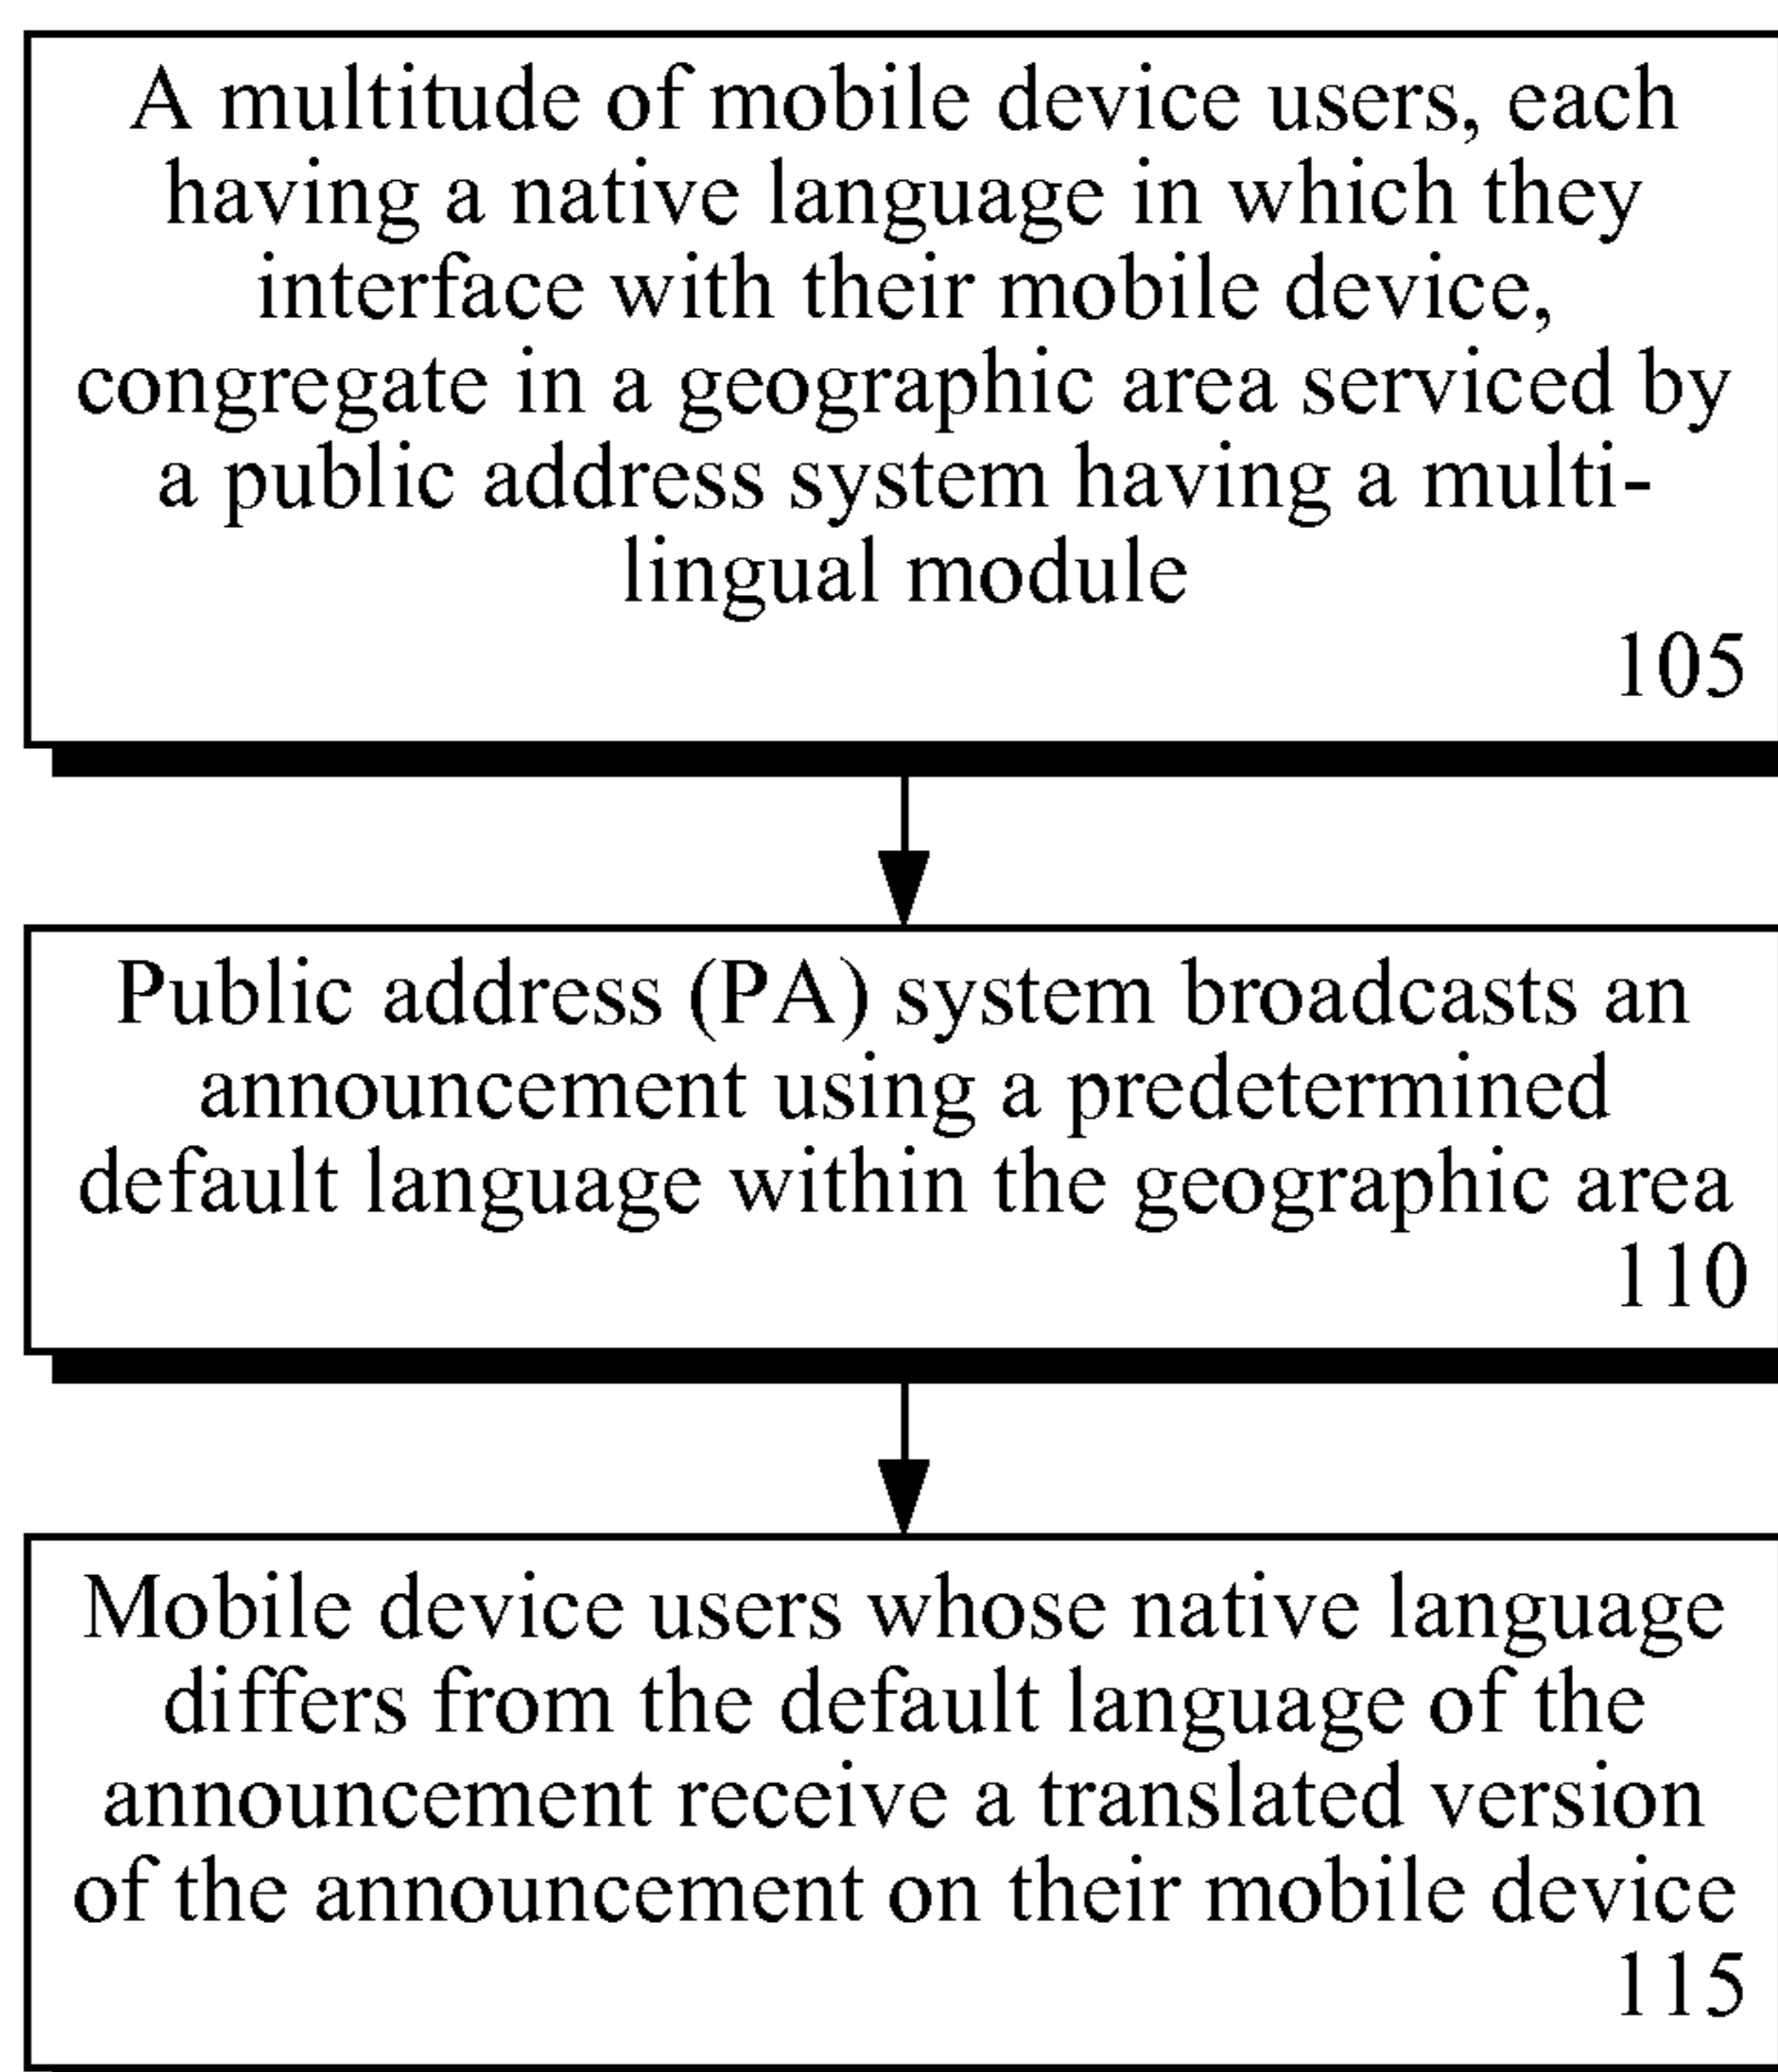 A multitude of mobile device users, each
having a native language in which they
interface with their mobile device,
congregate in a geographic area serviced by
a public address system having a multi-
lingual module
105
Public address (PA) system broadcasts an
announcement using a predetermined
default language within the geographic area
110
Mobile device users whose native language
differs from the default language of the
announcement receive a translated version
of the announcement on their mobile device
115